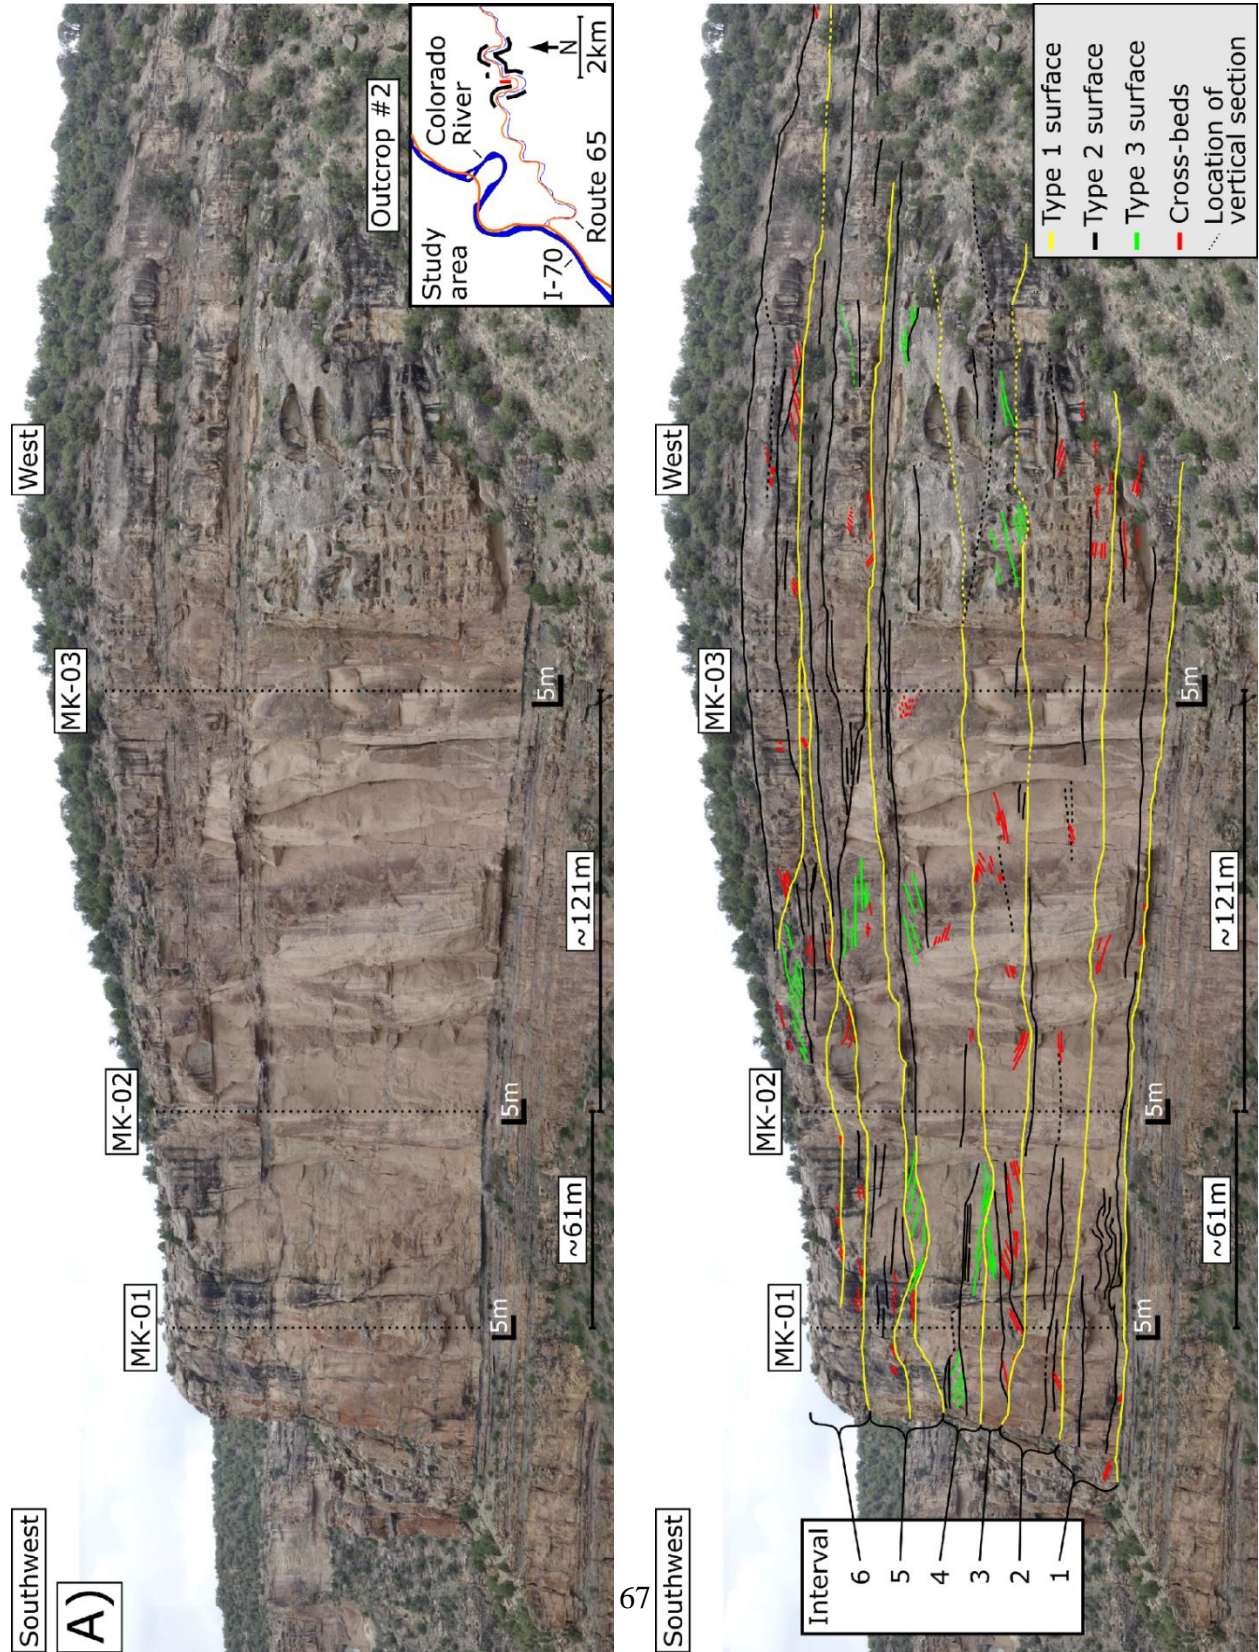 Southwest
West
A)
MK-01
MK-02
MK-03
5m
5m
5m
~61m
~121m
Outcrop #2
Study
area
Colorado
River
I-70
Route 65
N
2km
67
Southwest
West
MK-01
MK-02
MK-03
Interval
6
5
4
3
2
1
5m
5m
5m
~61m
~121m
Type 1 surface
Type 2 surface
Type 3 surface
Cross-beds
Location of
vertical section